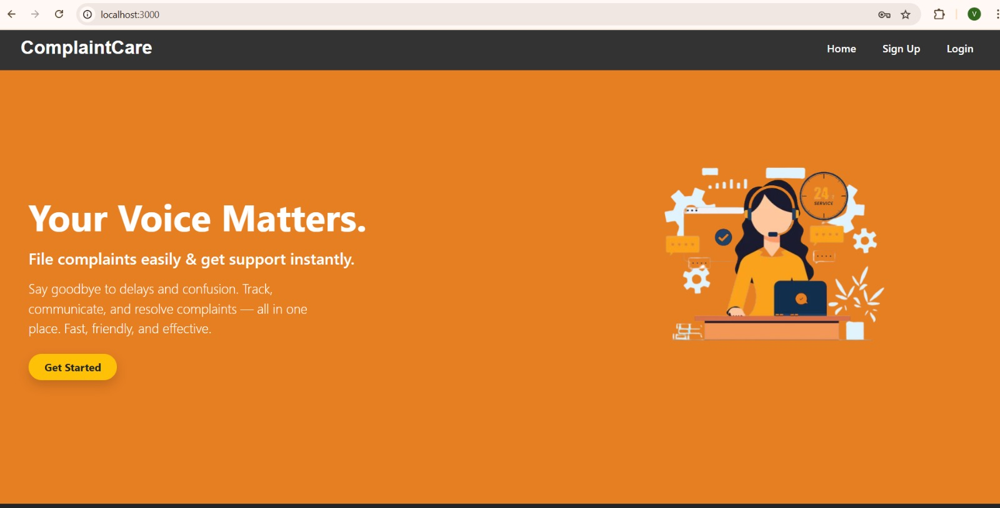 localhost:3000
V
ComplaintCare
Home
Sign Up
Login
Your Voice Matters.
File complaints easily & get support instantly.
Say goodbye to delays and confusion. Track,
communicate, and resolve complaints — all in one
place. Fast, friendly, and effective.
Get Started
24
SERVICE